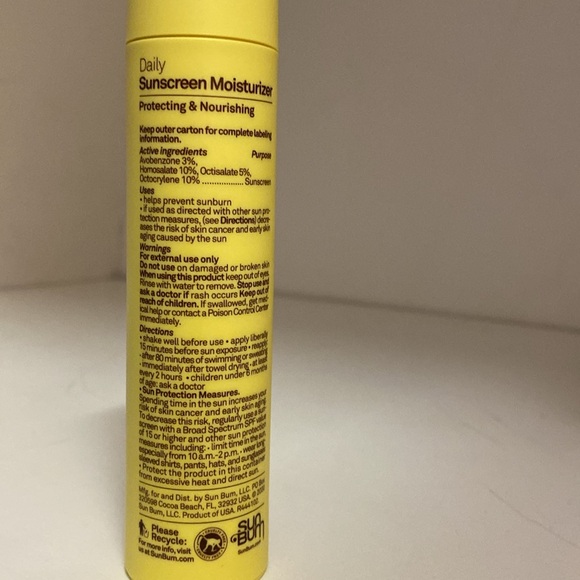 Daily
Sunscreen Moisturizer
Protecting & Nourishing
Keep outer carton for complete labeling
information.
Active ingredients Purpose
Avobenzone 3%,
Homosalate 10%, Octisalate 5%,
Octocrylene 10% .................... Sunscreen
Uses
• helps prevent sunburn
• if used as directed with other sun pro-
tection measures, (see Directions) decre-
ases the risk of skin cancer and early skin
aging caused by the sun
Warnings
For external use only
Do not use on damaged or broken skin
When using this product keep out of eyes.
Rinse with water to remove. Stop use and
ask a doctor if rash occurs Keep out of
reach of children. If swallowed, get med-
ical help or contact a Poison Control Center
immediately.
Directions
• shake well before use • apply liberally
15 minutes before sun exposure • reapply:
• after 80 minutes of swimming or sweating
• immediately after towel drying • at least
every 2 hours • children under 6 months
of age: ask a doctor
• Sun Protection Measures.
Spending time in the sun increases your
risk of skin cancer and early skin aging.
To decrease this risk, regularly use a sun-
screen with a Broad Spectrum SPF value
of 15 or higher and other sun protection
measures including: • limit time in the sun,
especially from 10 a.m.-2 p.m. • wear long-
sleeved shirts, pants, hats, and sunglasses
• Protect the product in this container
from excessive heat and direct sun.
Mfg. for and Dist. by Sun Bum, LLC. PO Box
320098 Cocoa Beach, FL, 32932 USA. ©
Sun Bum, LLC. Product of USA.
Please
Recycle:
For more info, visit
us at SunBum.com
SUN
BUM
SunBum.com